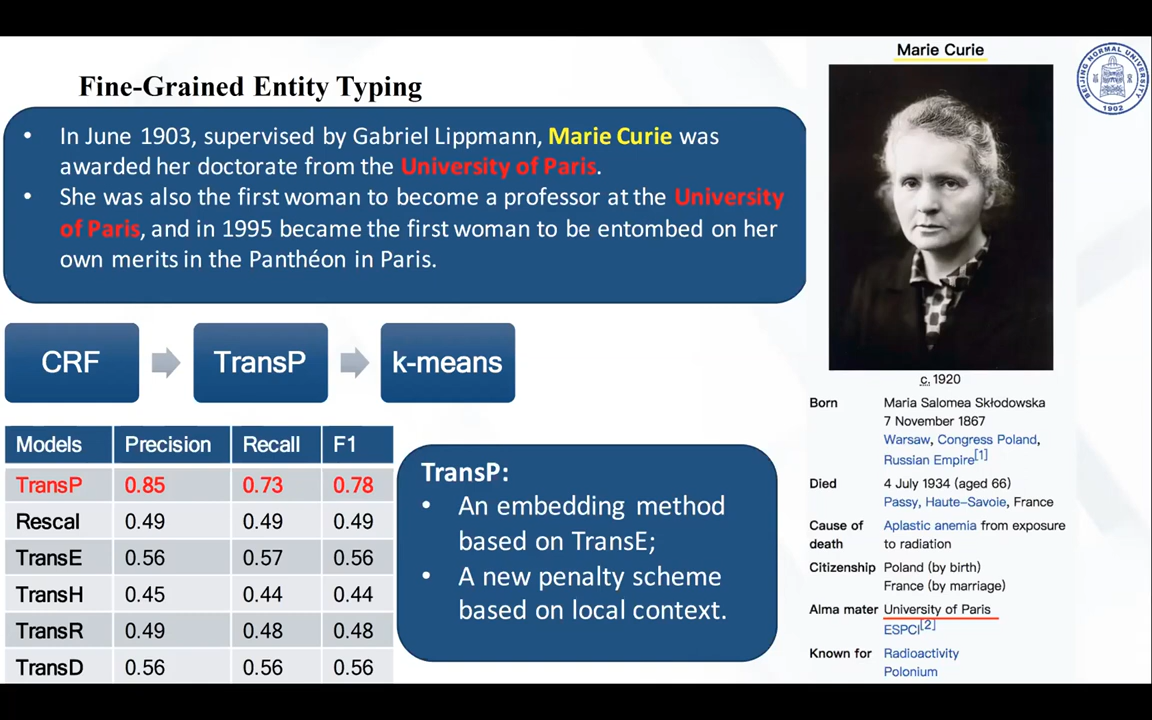 Fine-Grained Entity Typing
• In June 1903, supervised by Gabriel Lippmann, Marie Curie was
awarded her doctorate from the University of Paris.
• She was also the first woman to become a professor at the University
of Paris, and in 1995 became the first woman to be entombed on her
own merits in the Panthéon in Paris.
CRF
TransP
k-means
Models Precision Recall F1
TransP 0.85 0.73 0.78
Rescal 0.49 0.49 0.49
TransE 0.56 0.57 0.56
TransH 0.45 0.44 0.44
TransR 0.49 0.48 0.48
TransD 0.56 0.56 0.56
TransP:
• An embedding method
based on TransE;
• A new penalty scheme
based on local context.
Marie Curie
c. 1920
Born Maria Salomea Skłodowska
7 November 1867
Warsaw, Congress Poland,
Russian Empire[1]
Died 4 July 1934 (aged 66)
Passy, Haute-Savoie, France
Cause of Aplastic anemia from exposure
death to radiation
Citizenship Poland (by birth)
France (by marriage)
Alma mater University of Paris
ESPCI[2]
Known for Radioactivity
Polonium
BEIJING NORMAL UNIVERSITY
1902